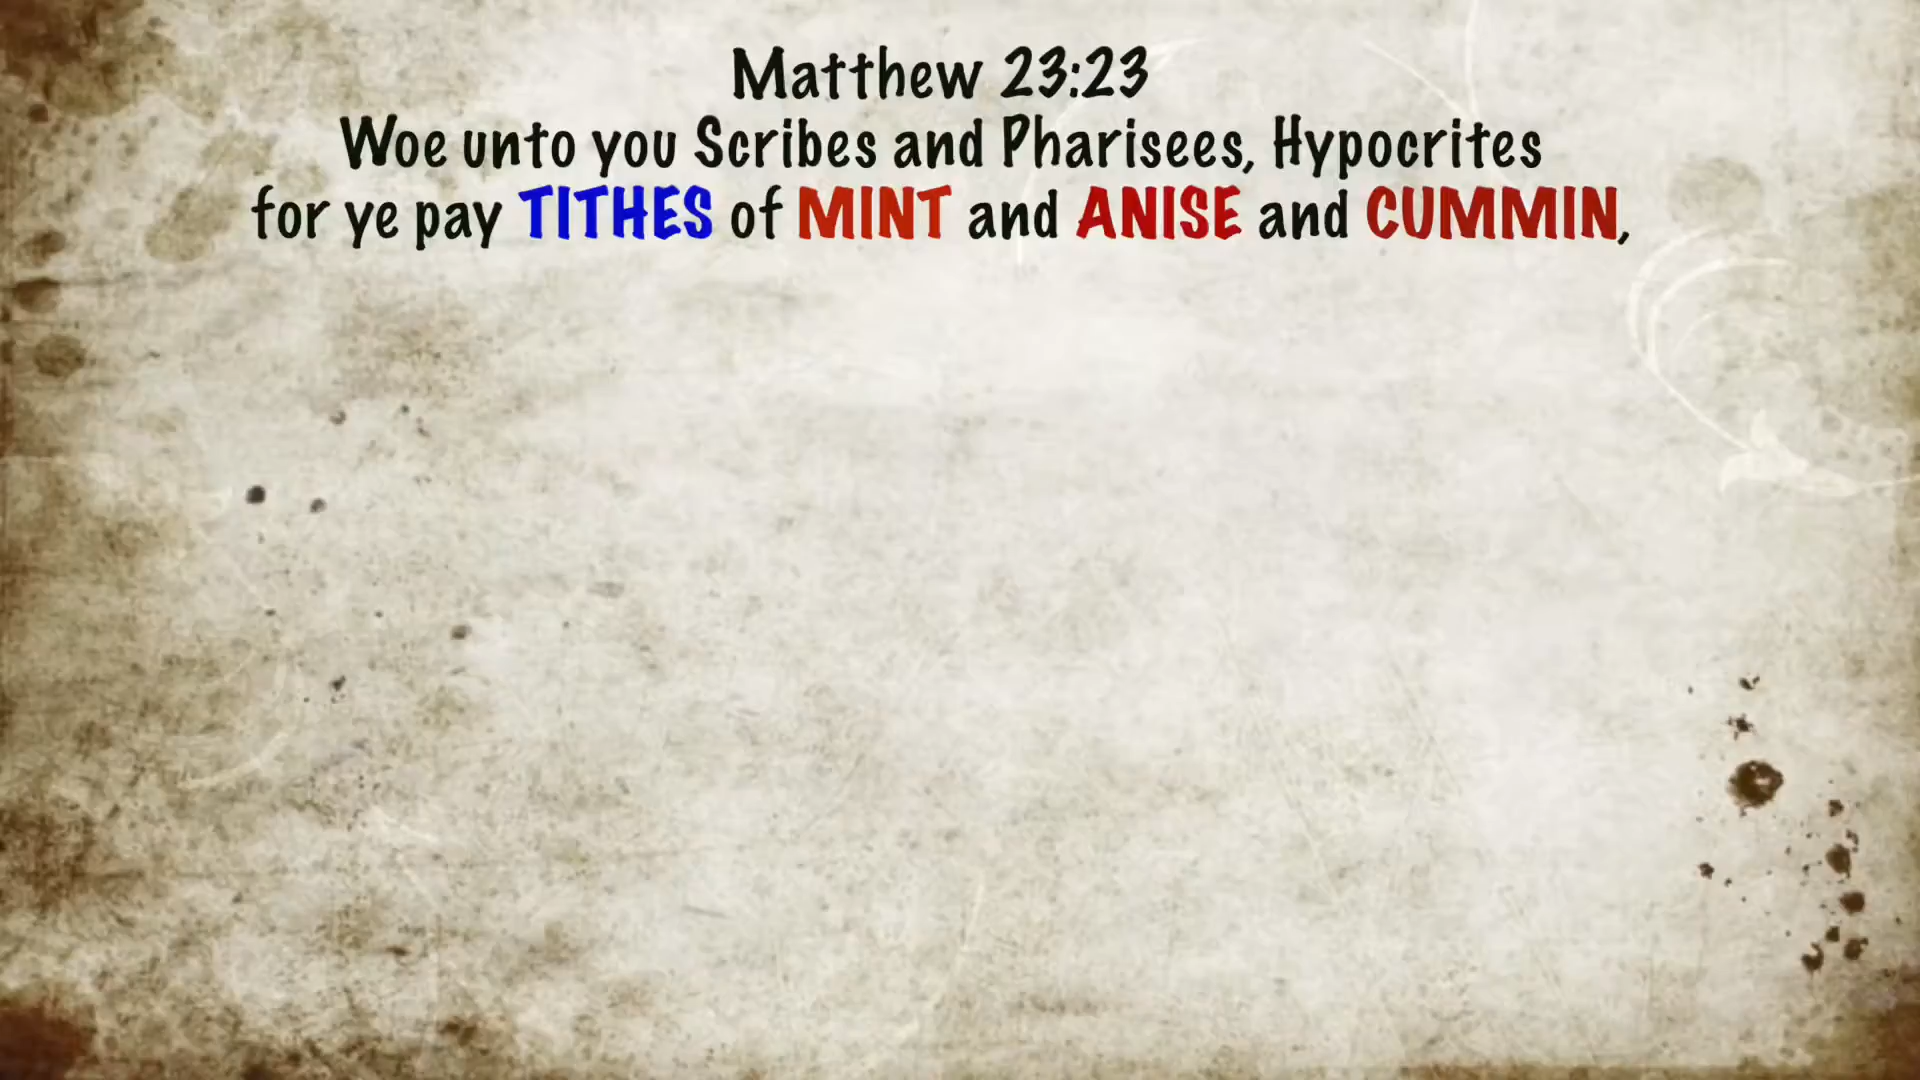 Matthew 23:23
Woe unto you Scribes and Pharisees, Hypocrites
for ye pay TITHES of MINT and ANISE and CUMMIN,